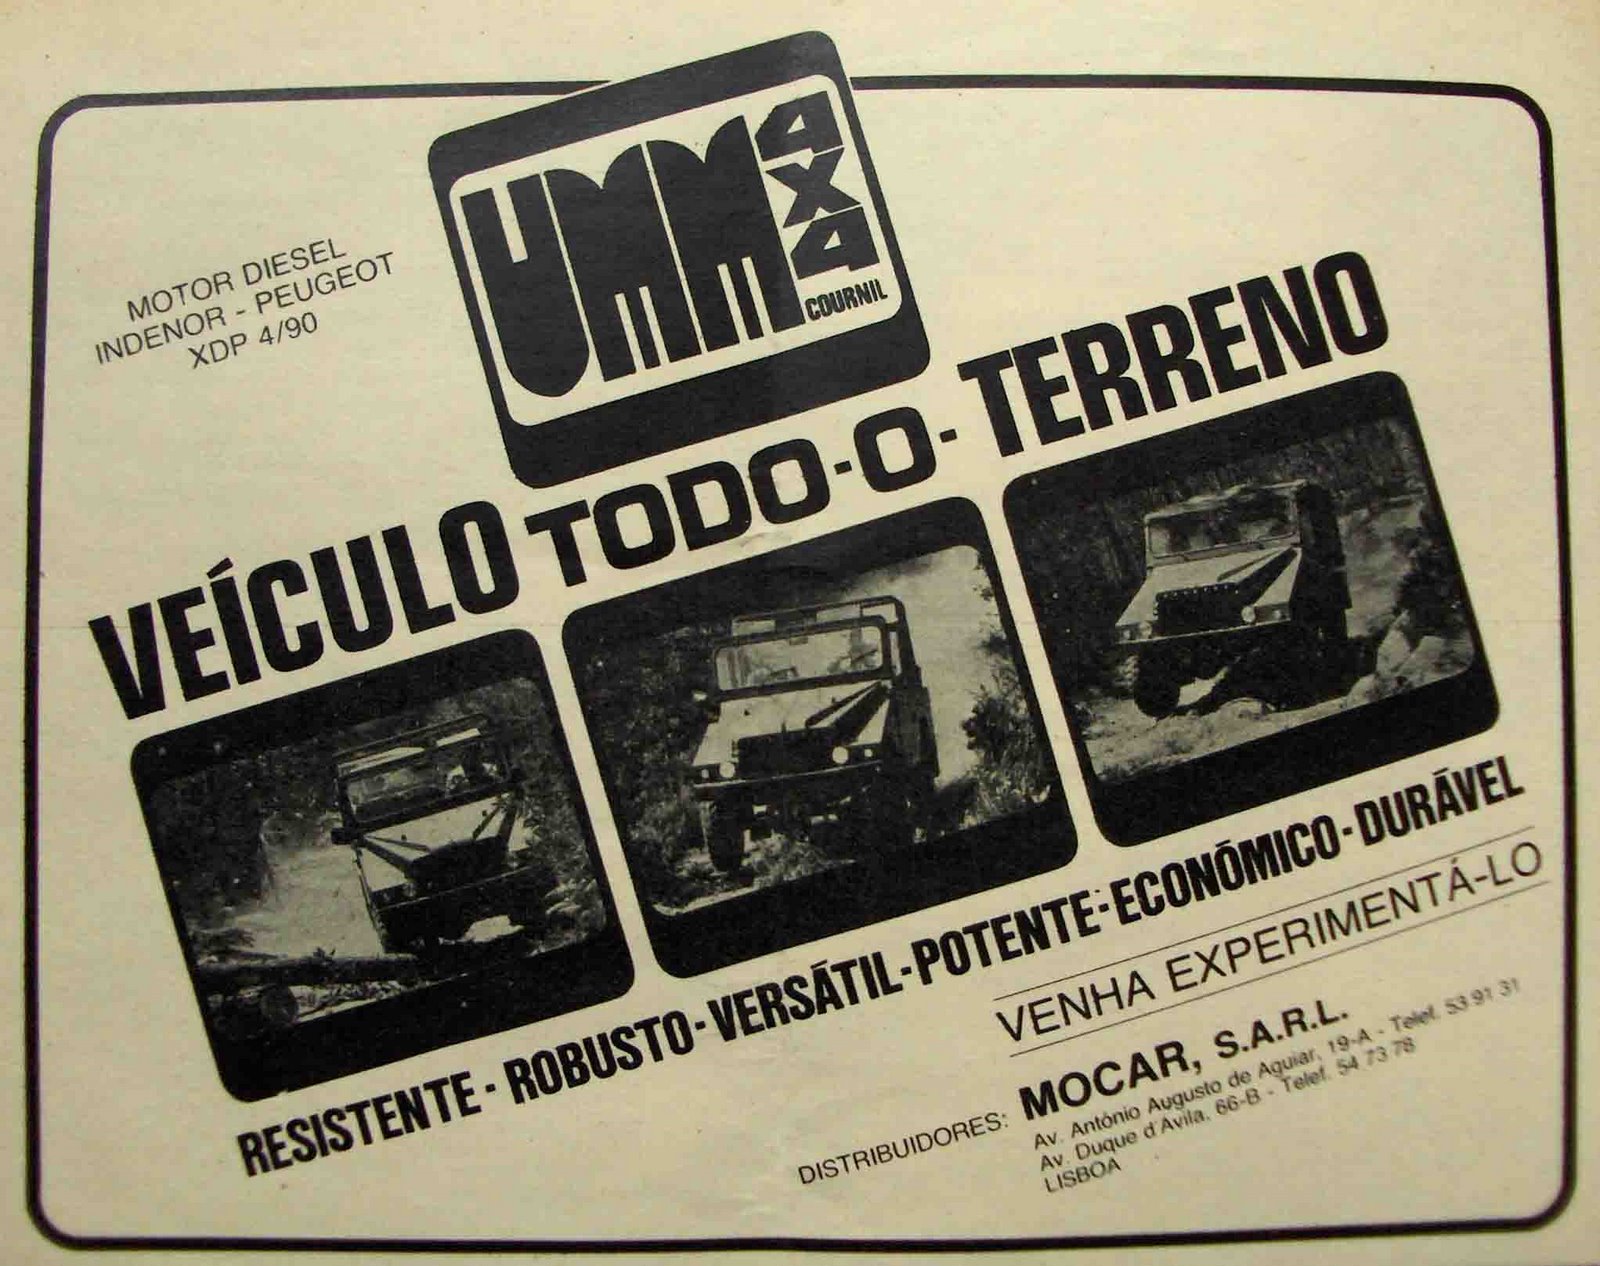 UMM 4X4
COURNIL
MOTOR DIESEL
INDENOR - PEUGEOT
XDP 4/90
VEÍCULO TODO-O-TERRENO
RESISTENTE - ROBUSTO - VERSÁTIL - POTENTE - ECONÓMICO - DURÁVEL
VENHA EXPERIMENTÁ-LO
DISTRIBUIDORES: MOCAR, S.A.R.L.
Av. António Augusto de Aguiar, 19-A - Telef. 53 91 31
Av. Duque d'Avila, 66-B - Telef. 54 73 78
LISBOA